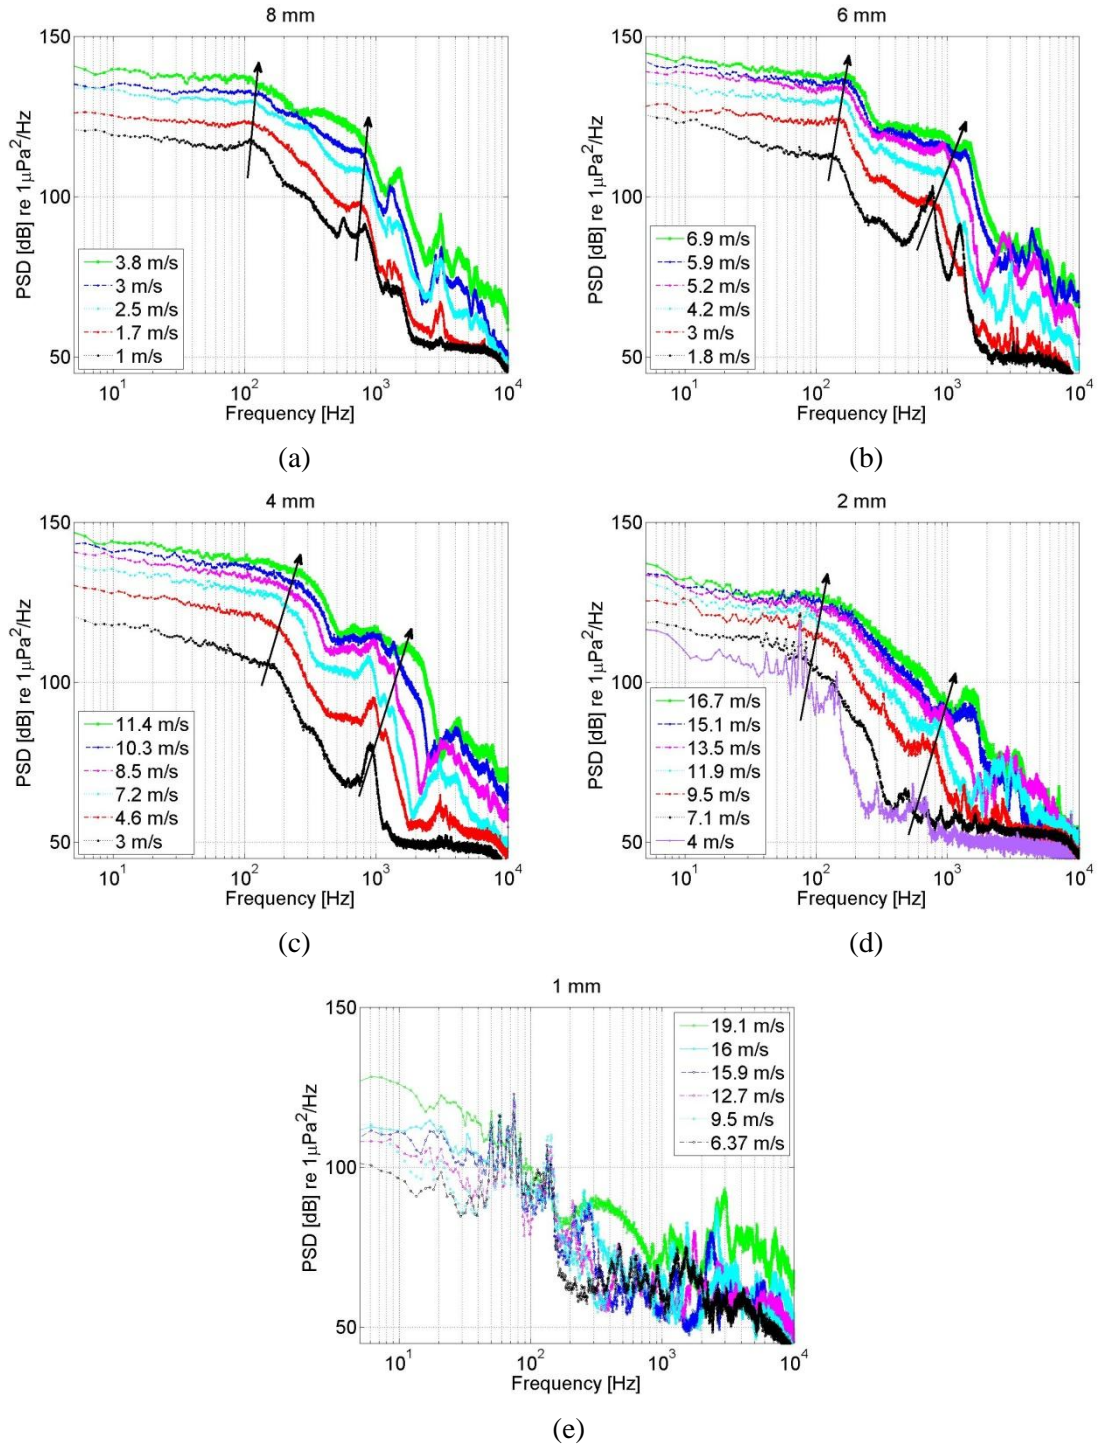 8 mm
150
100
50
PSD [dB] re 1µPa²/Hz
3.8 m/s
3 m/s
2.5 m/s
1.7 m/s
1 m/s
10¹ 10² 10³ 10⁴
Frequency [Hz]
(a)
6 mm
150
100
50
PSD [dB] re 1µPa²/Hz
6.9 m/s
5.9 m/s
5.2 m/s
4.2 m/s
3 m/s
1.8 m/s
10¹ 10² 10³ 10⁴
Frequency [Hz]
(b)
4 mm
150
100
50
PSD [dB] re 1µPa²/Hz
11.4 m/s
10.3 m/s
8.5 m/s
7.2 m/s
4.6 m/s
3 m/s
10¹ 10² 10³ 10⁴
Frequency [Hz]
(c)
2 mm
150
100
50
PSD [dB] re 1µPa²/Hz
16.7 m/s
15.1 m/s
13.5 m/s
11.9 m/s
9.5 m/s
7.1 m/s
4 m/s
10¹ 10² 10³ 10⁴
Frequency [Hz]
(d)
1 mm
150
100
50
PSD [dB] re 1µPa²/Hz
19.1 m/s
16 m/s
15.9 m/s
12.7 m/s
9.5 m/s
6.37 m/s
10¹ 10² 10³ 10⁴
Frequency [Hz]
(e)